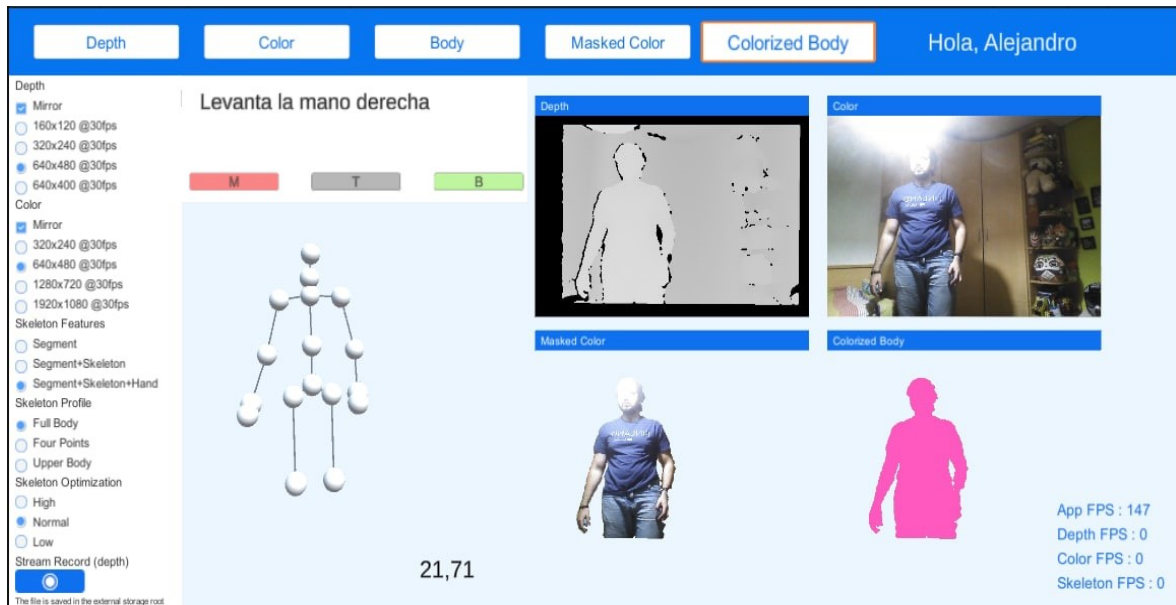 Depth
Color
Body
Masked Color
Colorized Body
Hola, Alejandro
Depth
Mirror
160x120 @30fps
320x240 @30fps
640x480 @30fps
640x400 @30fps
Color
Mirror
320x240 @30fps
640x480 @30fps
1280x720 @30fps
1920x1080 @30fps
Skeleton Features
Segment
Segment+Skeleton
Segment+Skeleton+Hand
Skeleton Profile
Full Body
Four Points
Upper Body
Skeleton Optimization
High
Normal
Low
Stream Record (depth)
The file is saved in the external storage root
Levanta la mano derecha
M
T
B
21,71
Depth
Color
Masked Color
Colorized Body
App FPS : 147
Depth FPS : 0
Color FPS : 0
Skeleton FPS : 0